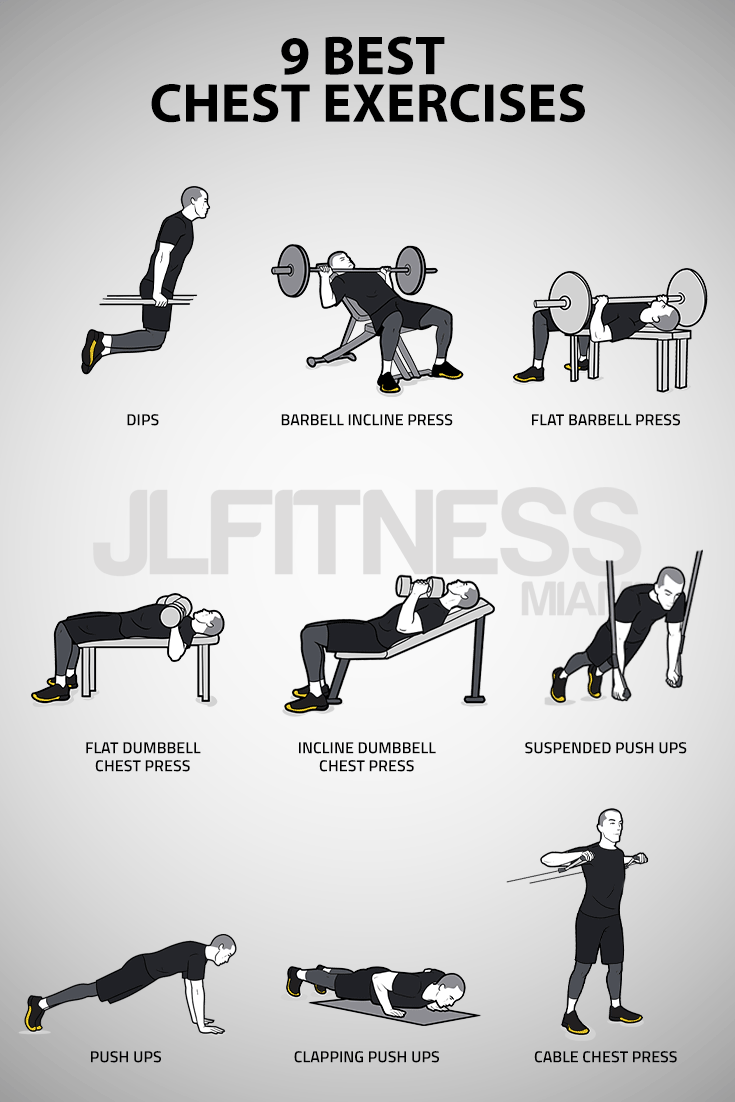 9 BEST
CHEST EXERCISES
DIPS
BARBELL INCLINE PRESS
FLAT BARBELL PRESS
JLFITNESS
FLAT DUMBBELL
CHEST PRESS
INCLINE DUMBBELL
CHEST PRESS
SUSPENDED PUSH UPS
PUSH UPS
CLAPPING PUSH UPS
CABLE CHEST PRESS